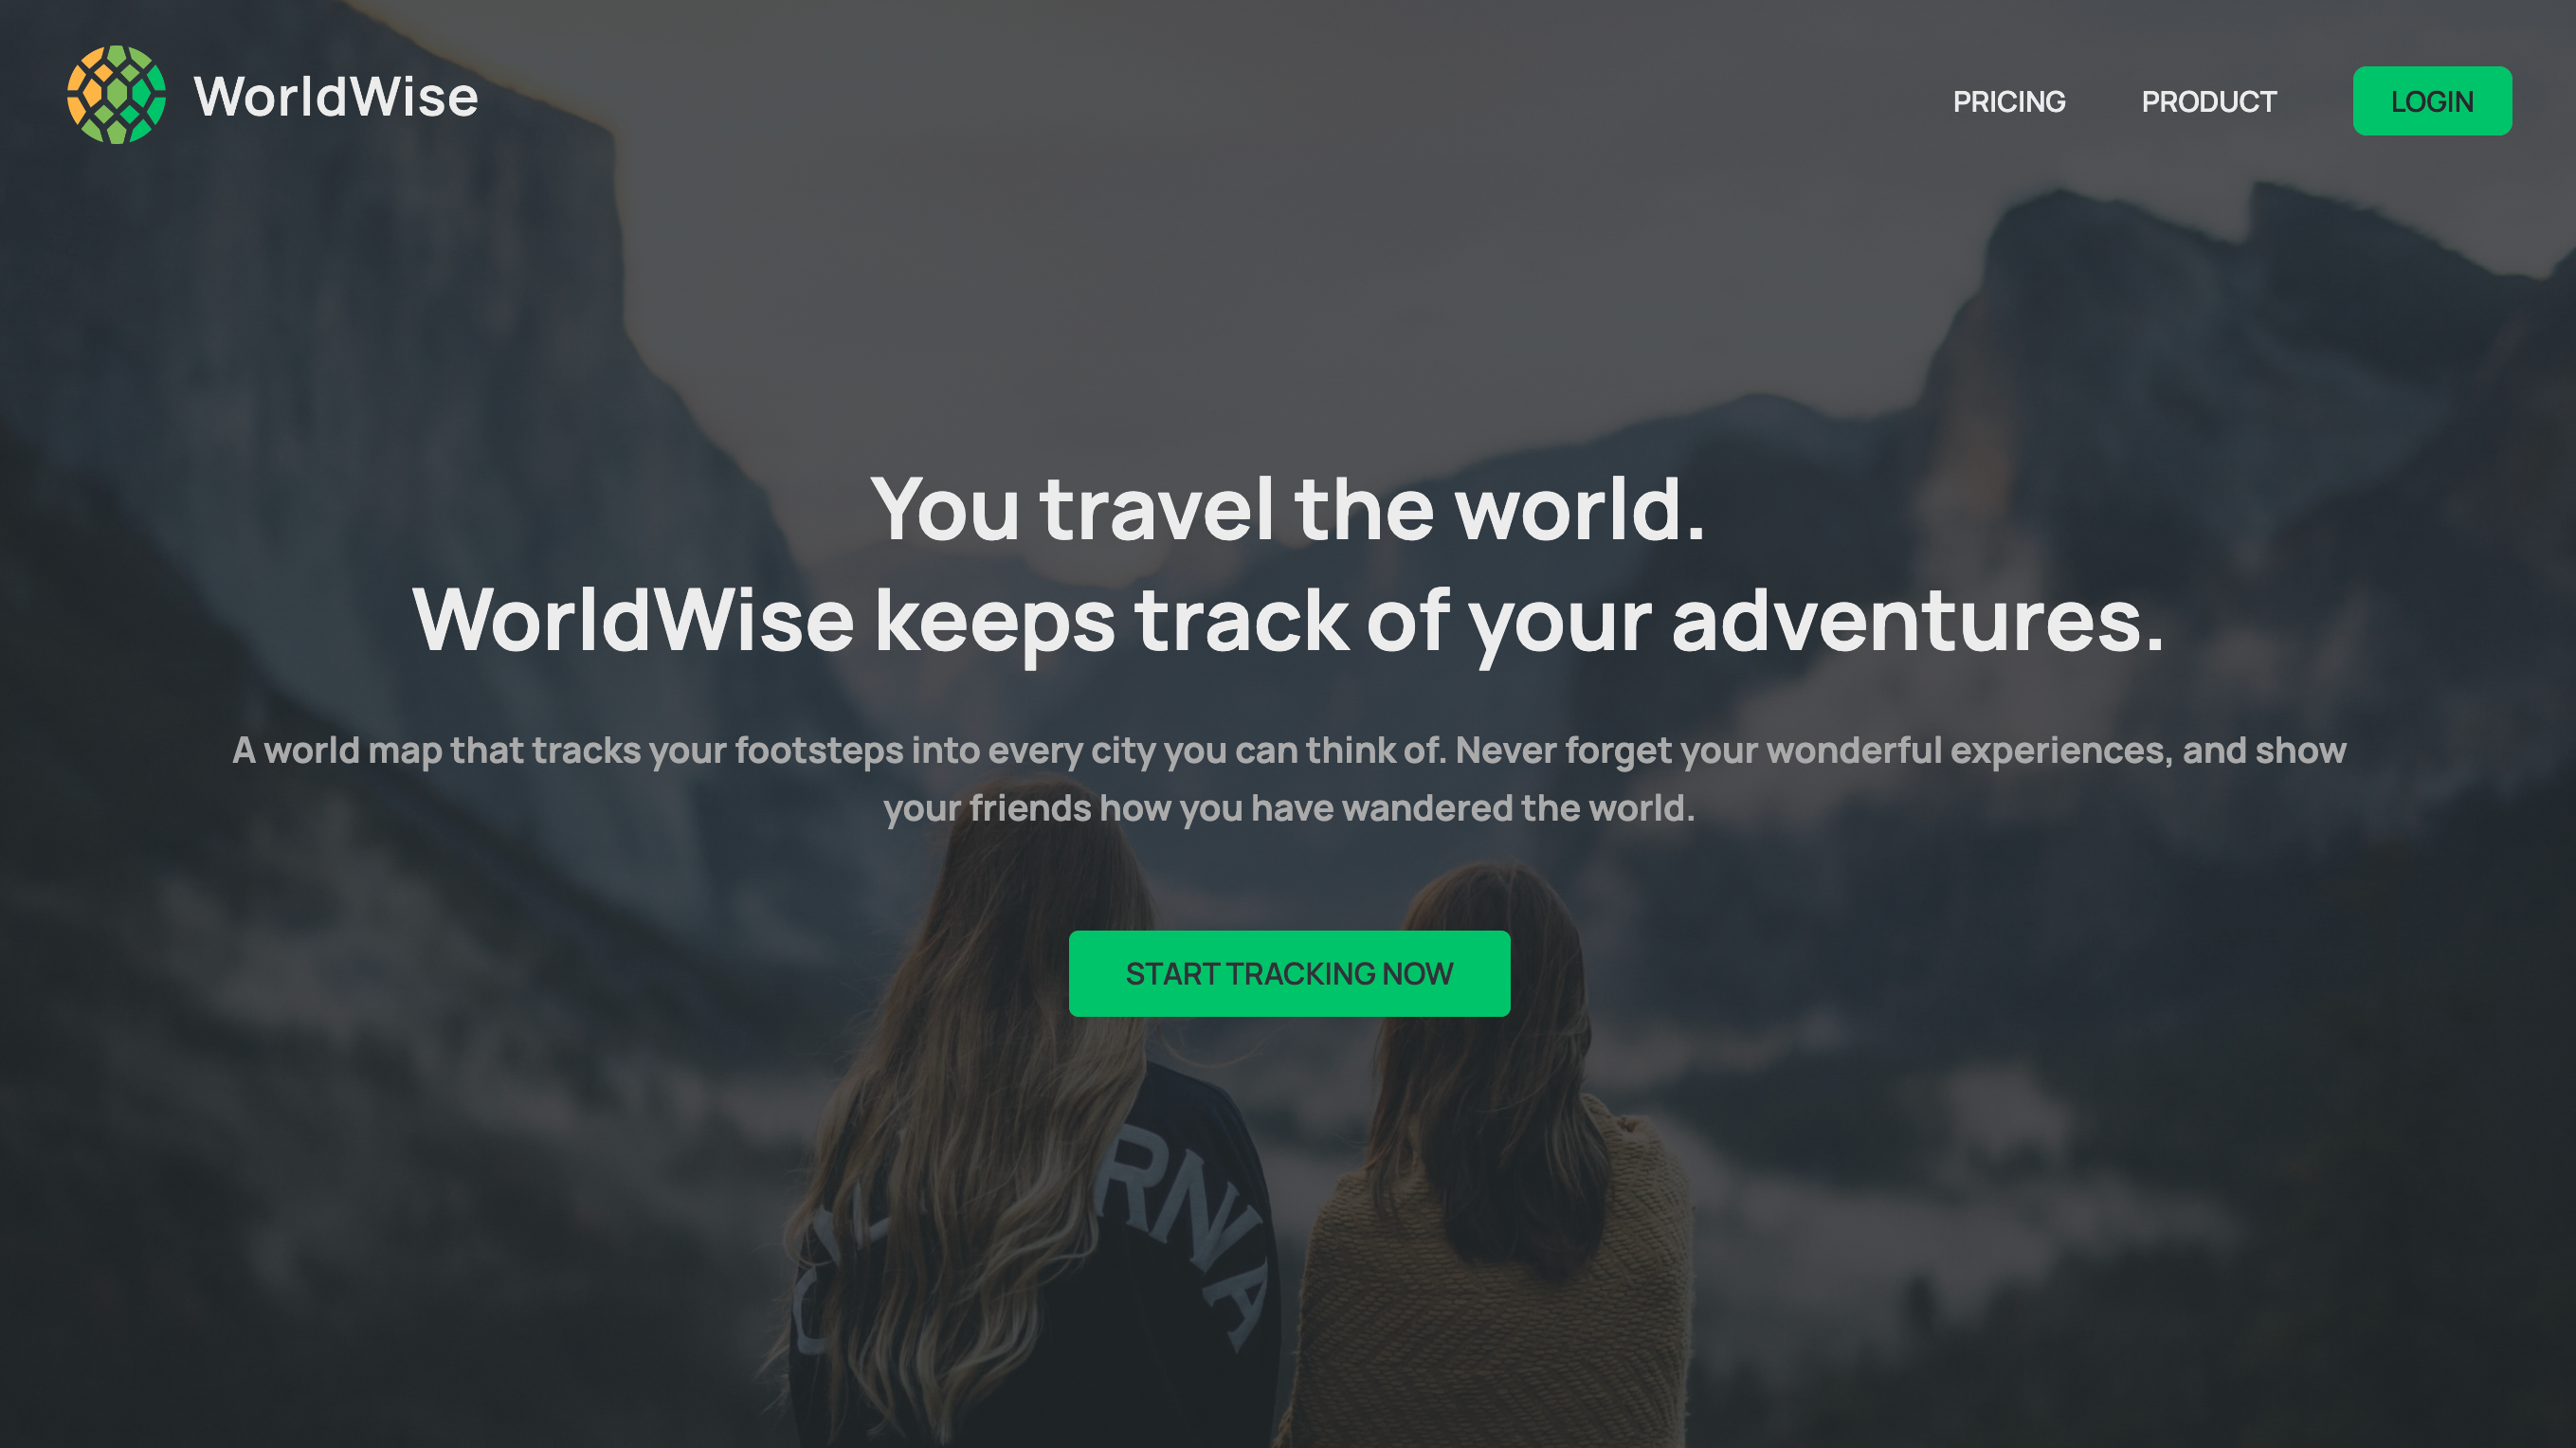 WorldWise
PRICING
PRODUCT
LOGIN
You travel the world.
WorldWise keeps track of your adventures.
A world map that tracks your footsteps into every city you can think of. Never forget your wonderful experiences, and show
your friends how you have wandered the world.
START TRACKING NOW